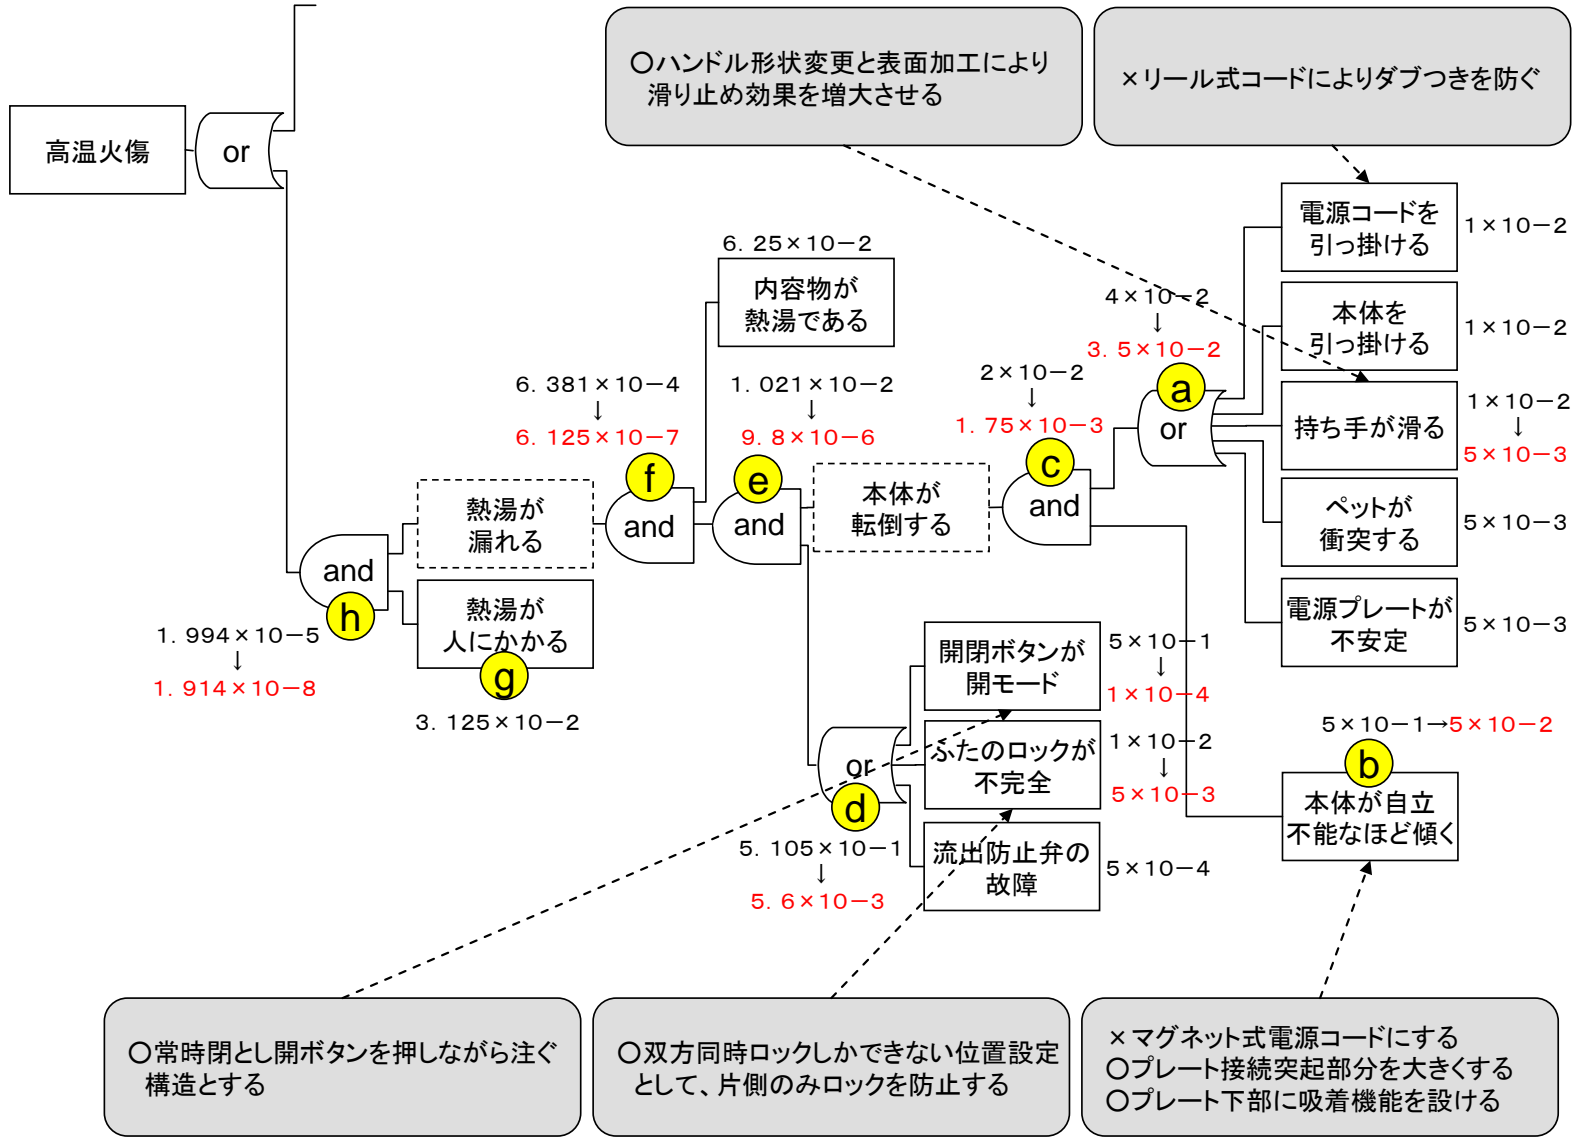 ○ハンドル形状変更と表面加工により
滑り止め効果を増大させる
×リール式コードによりダブつきを防ぐ
高温火傷
or
電源コードを
引っ掛ける
1×10－2
6．25×10－2
内容物が
熱湯である
4×10－2
↓
3．5×10－2
a
or
本体を
引っ掛ける
1×10－2
6．381×10－4
↓
6．125×10－7
1．021×10－2
↓
9．8×10－6
2×10－2
↓
1．75×10－3
持ち手が滑る
1×10－2
↓
5×10－3
f
and
e
and
本体が
転倒する
c
and
熱湯が
漏れる
ペットが
衝突する
5×10－3
and
h
熱湯が
人にかかる
g
3．125×10－2
1．994×10－5
↓
1．914×10－8
電源プレートが
不安定
5×10－3
開閉ボタンが
開モード
5×10－1
↓
1×10－4
or
d
5．105×10－1
↓
5．6×10－3
ふたのロックが
不完全
1×10－2
↓
5×10－3
5×10－1→5×10－2
b
本体が自立
不能なほど傾く
流出防止弁の
故障
5×10－4
○常時閉とし開ボタンを押しながら注ぐ
構造とする
○双方同時ロックしかできない位置設定
として、片側のみロックを防止する
×マグネット式電源コードにする
○プレート接続突起部分を大きくする
○プレート下部に吸着機能を設ける